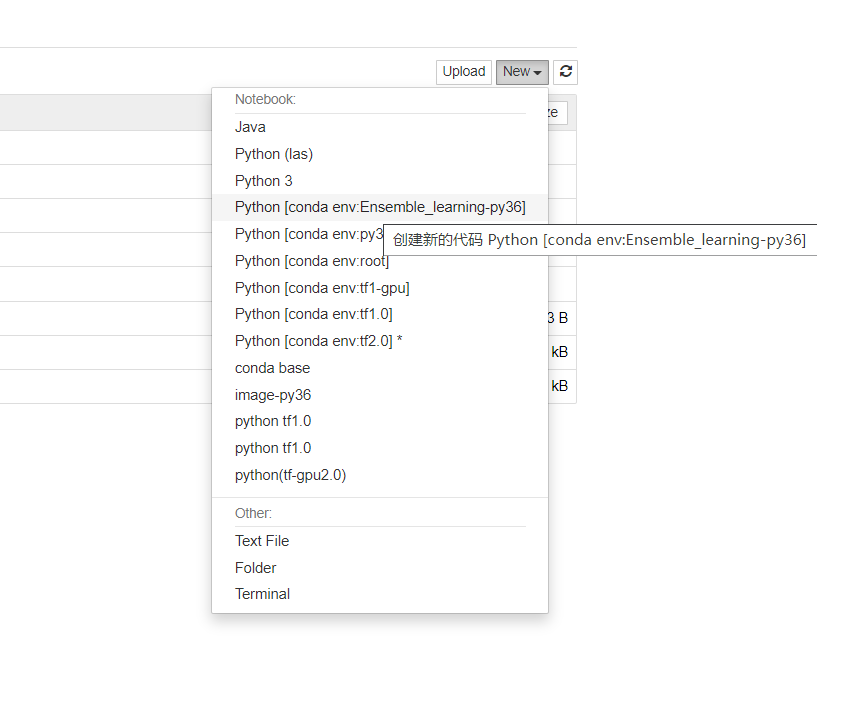 Upload New
Notebook:
ze
Java
Python (las)
Python 3
Python [conda env:Ensemble_learning-py36]
Python [conda env:py3
创建新的代码 Python [conda env:Ensemble_learning-py36]
Python [conda env:root]
Python [conda env:tf1-gpu]
Python [conda env:tf1.0]
3 B
Python [conda env:tf2.0] *
kB
conda base
image-py36
kB
python tf1.0
python tf1.0
python(tf-gpu2.0)
Other:
Text File
Folder
Terminal